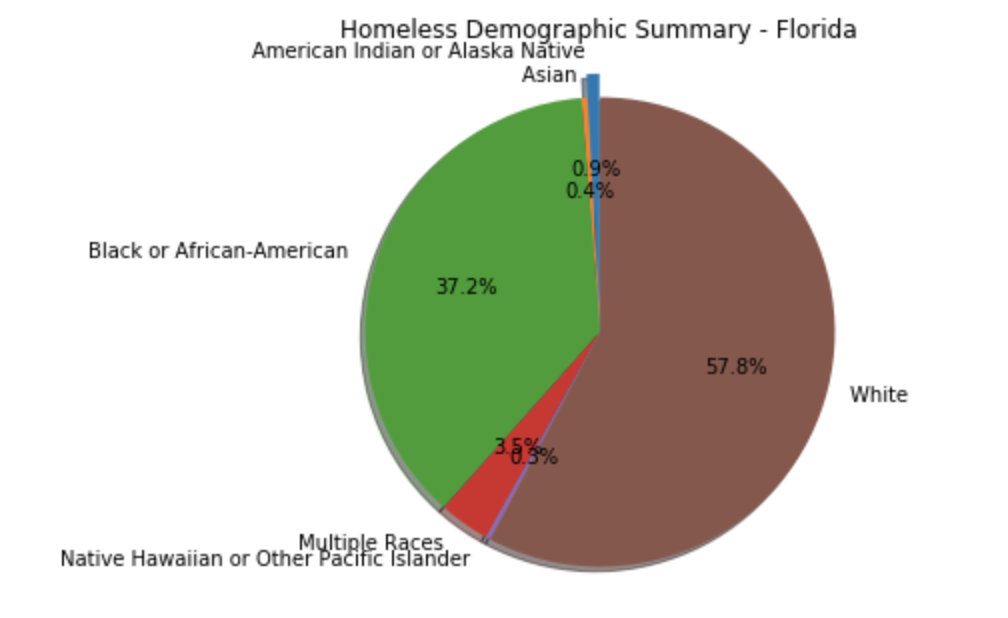 Homeless Demographic Summary - Florida
American Indian or Alaska Native
Asian
0.9%
0.4%
Black or African-American
37.2%
57.8%
White
3.5%
0.3%
Multiple Races
Native Hawaiian or Other Pacific Islander